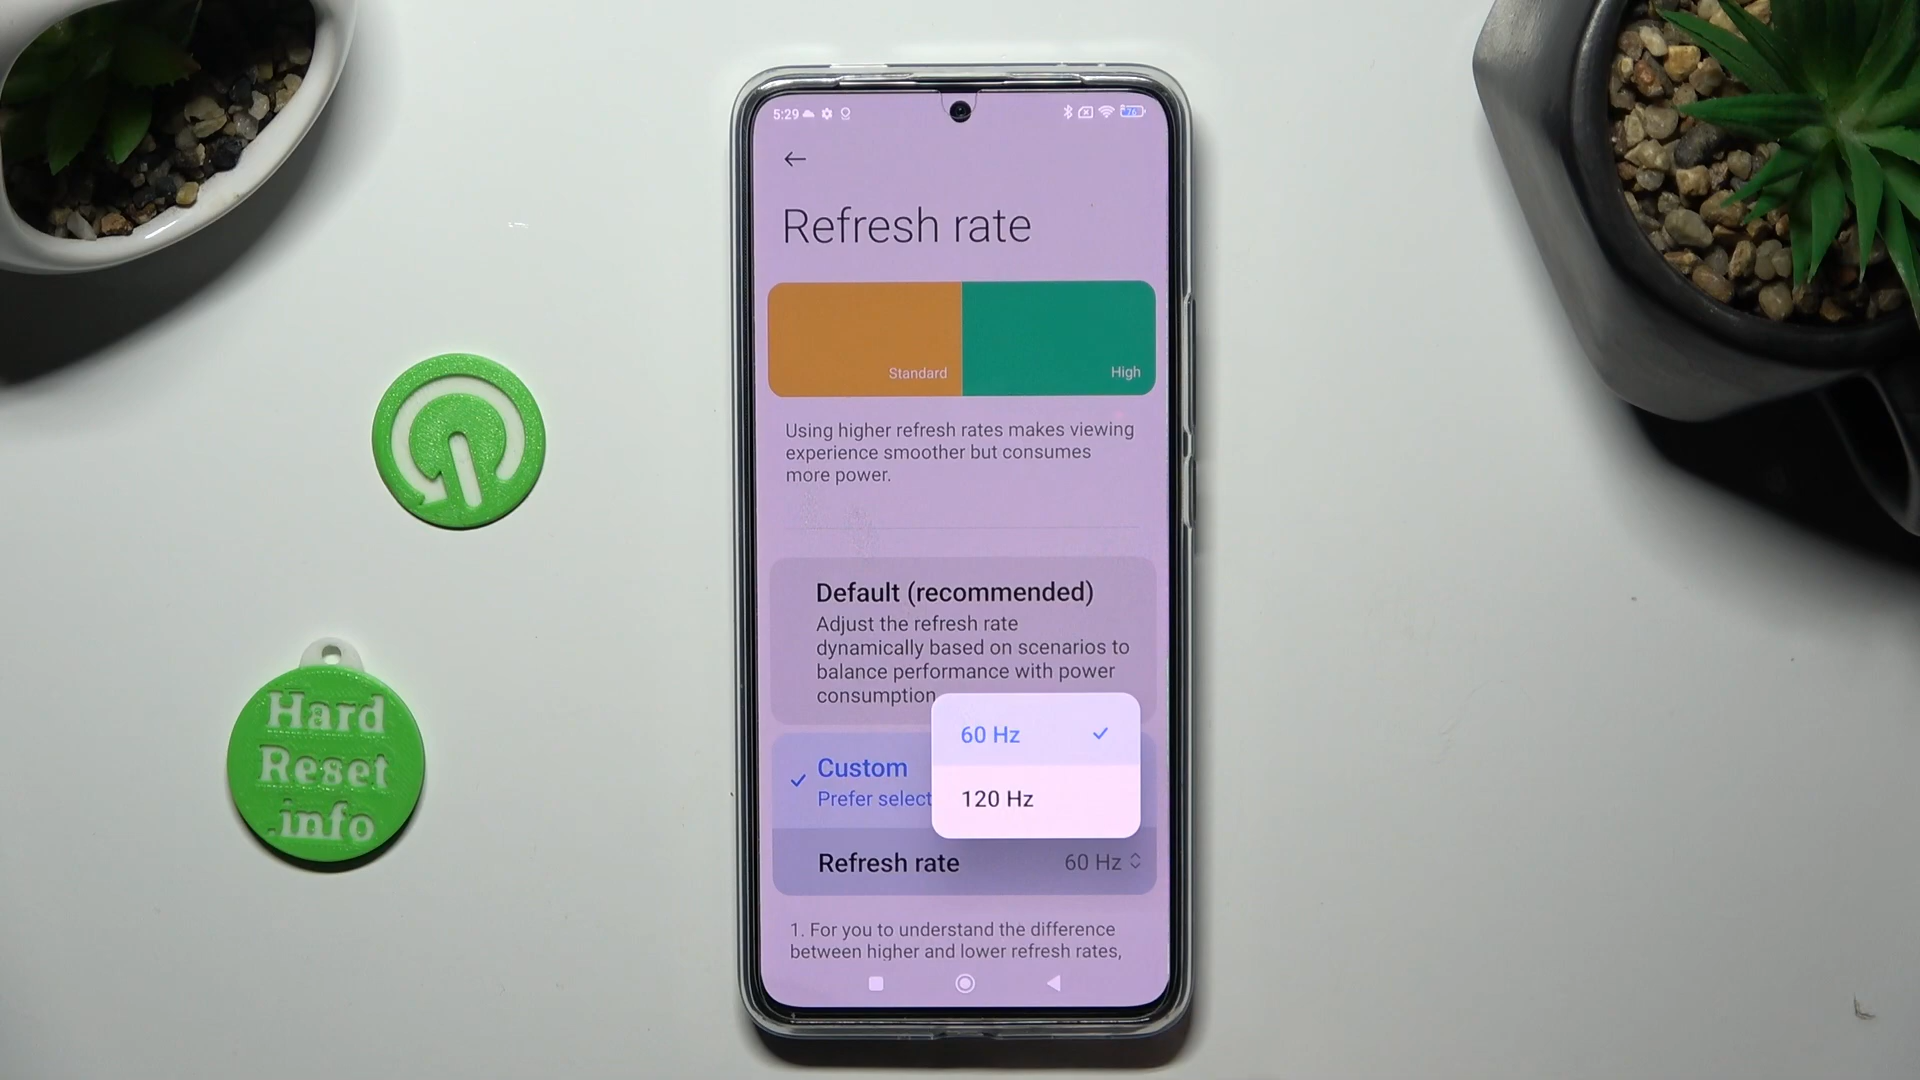 5:29
76
Refresh rate
Standard
High
Using higher refresh rates makes viewing
experience smoother but consumes
more power.
Default (recommended)
Adjust the refresh rate
dynamically based on scenarios to
balance performance with power
consumption
60 Hz
Custom
Prefer select
120 Hz
Refresh rate
60 Hz
1. For you to understand the difference
between higher and lower refresh rates,
Hard
Reset
.info